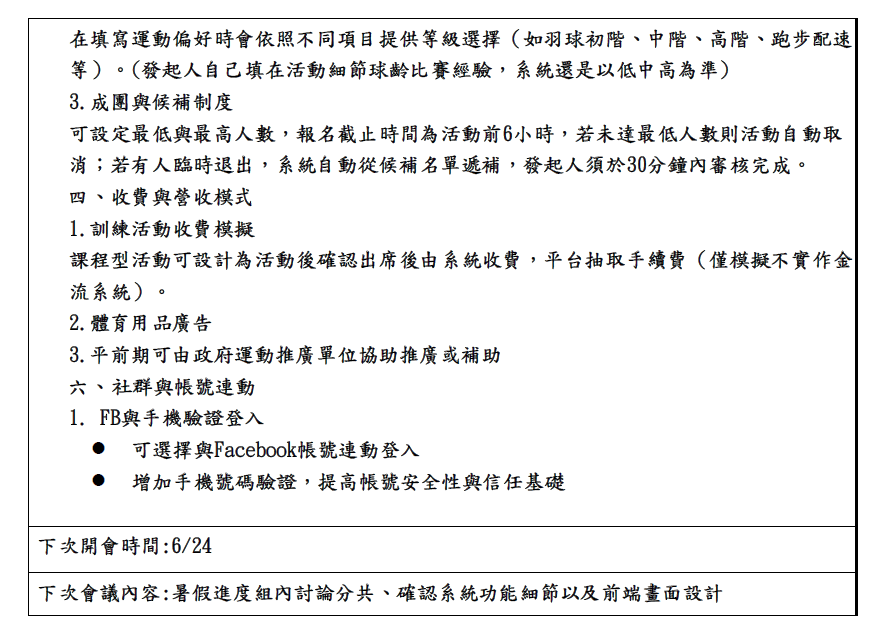 在填寫運動偏好時會依照不同項目提供等級選擇（如羽球初階、中階、高階、跑步配速
等）。(發起人自己填在活動細節球齡比賽經驗，系統還是以低中高為準)
3.成團與候補制度
可設定最低與最高人數，報名截止時間為活動前6小時，若未達最低人數則活動自動取
消；若有人臨時退出，系統自動從候補名單遞補，發起人須於30分鐘內審核完成。
四、收費與營收模式
1.訓練活動收費模擬
課程型活動可設計為活動後確認出席後由系統收費，平台抽取手續費（僅模擬不實作金
流系統）。
2.體育用品廣告
3.平前期可由政府運動推廣單位協助推廣或補助
六、社群與帳號連動
1. FB與手機驗證登入
● 可選擇與Facebook帳號連動登入
● 增加手機號碼驗證，提高帳號安全性與信任基礎
下次開會時間:6/24
下次會議內容:暑假進度組內討論分共、確認系統功能細節以及前端畫面設計